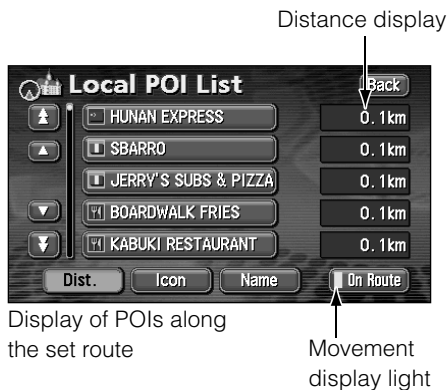 Distance display
Local POI List
Back
HUNAN EXPRESS
0.1km
SBARRO
0.1km
JERRY'S SUBS & PIZZA
0.1km
BOARDWALK FRIES
0.1km
KABUKI RESTAURANT
0.1km
Dist.
Icon
Name
On Route
Display of POIs along
the set route
Movement
display light